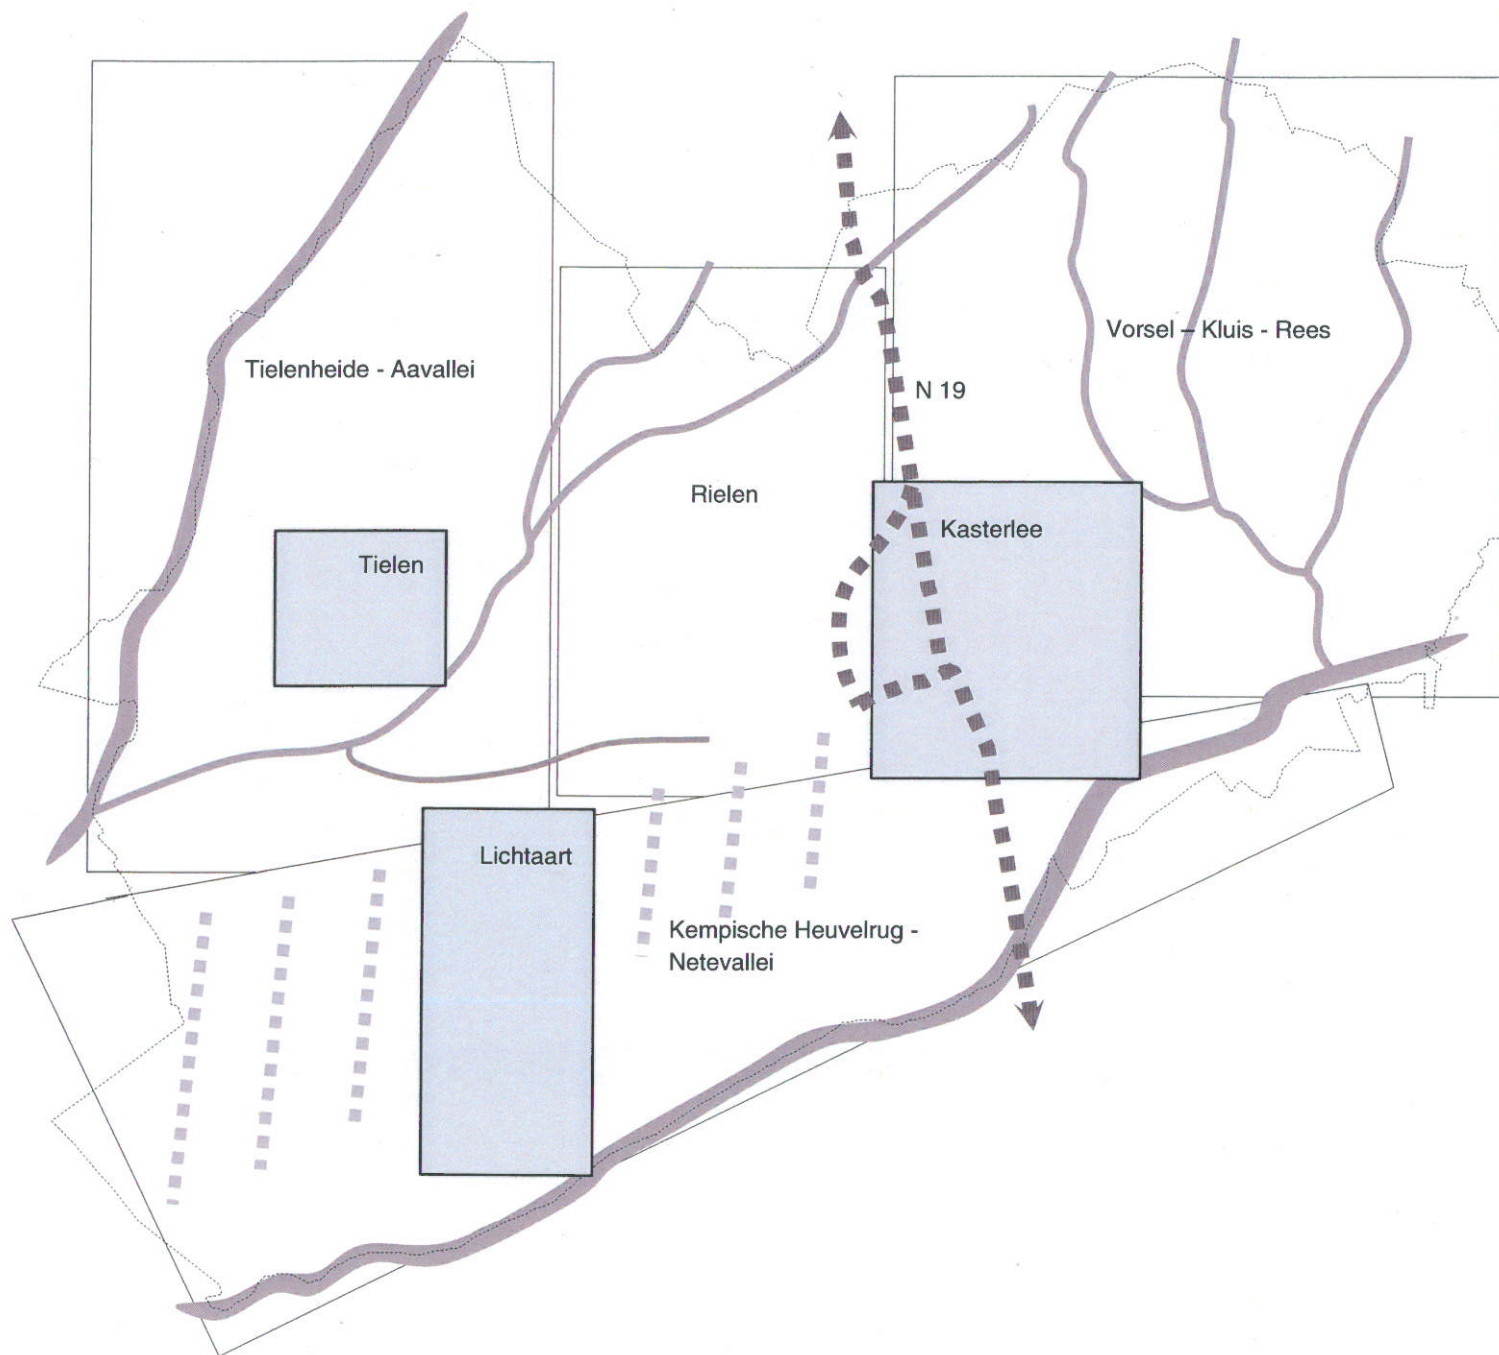 Vorsel – Kluis - Rees
Tielenheide - Aavallei
N 19
Rielen
Kasterlee
Tielen
Lichtaart
Kempische Heuvelrug -
Netevallei